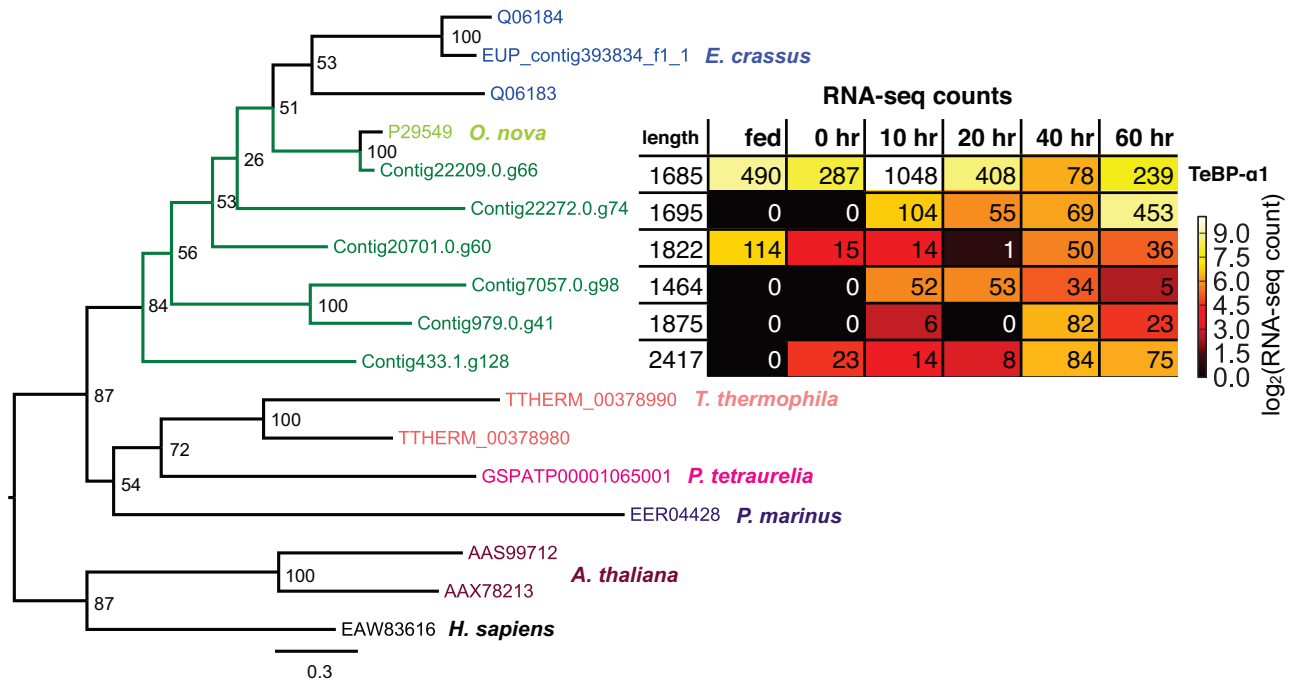 Q06184
100
EUP_contig393834_f1_1 E. crassus
53
Q06183
51
P29549 O. nova
100
Contig22209.0.g66
26
Contig22272.0.g74
53
Contig20701.0.g60
56
Contig7057.0.g98
84
100
Contig979.0.g41
Contig433.1.g128
87
TTHERM_00378990 T. thermophila
100
TTHERM_00378980
72
GSPATP00001065001 P. tetraurelia
54
EER04428 P. marinus
AAS99712
100
A. thaliana
AAX78213
87
EAW83616 H. sapiens
0.3
RNA-seq counts
length fed 0 hr 10 hr 20 hr 40 hr 60 hr
1685 490 287 1048 408 78 239 TeBP-α1
1695 0 0 104 55 69 453
1822 114 15 14 1 50 36
1464 0 0 52 53 34 5
1875 0 0 6 0 82 23
2417 0 23 14 8 84 75
9.0
7.5
6.0
4.5
3.0
1.5
0.0
log₂(RNA-seq count)